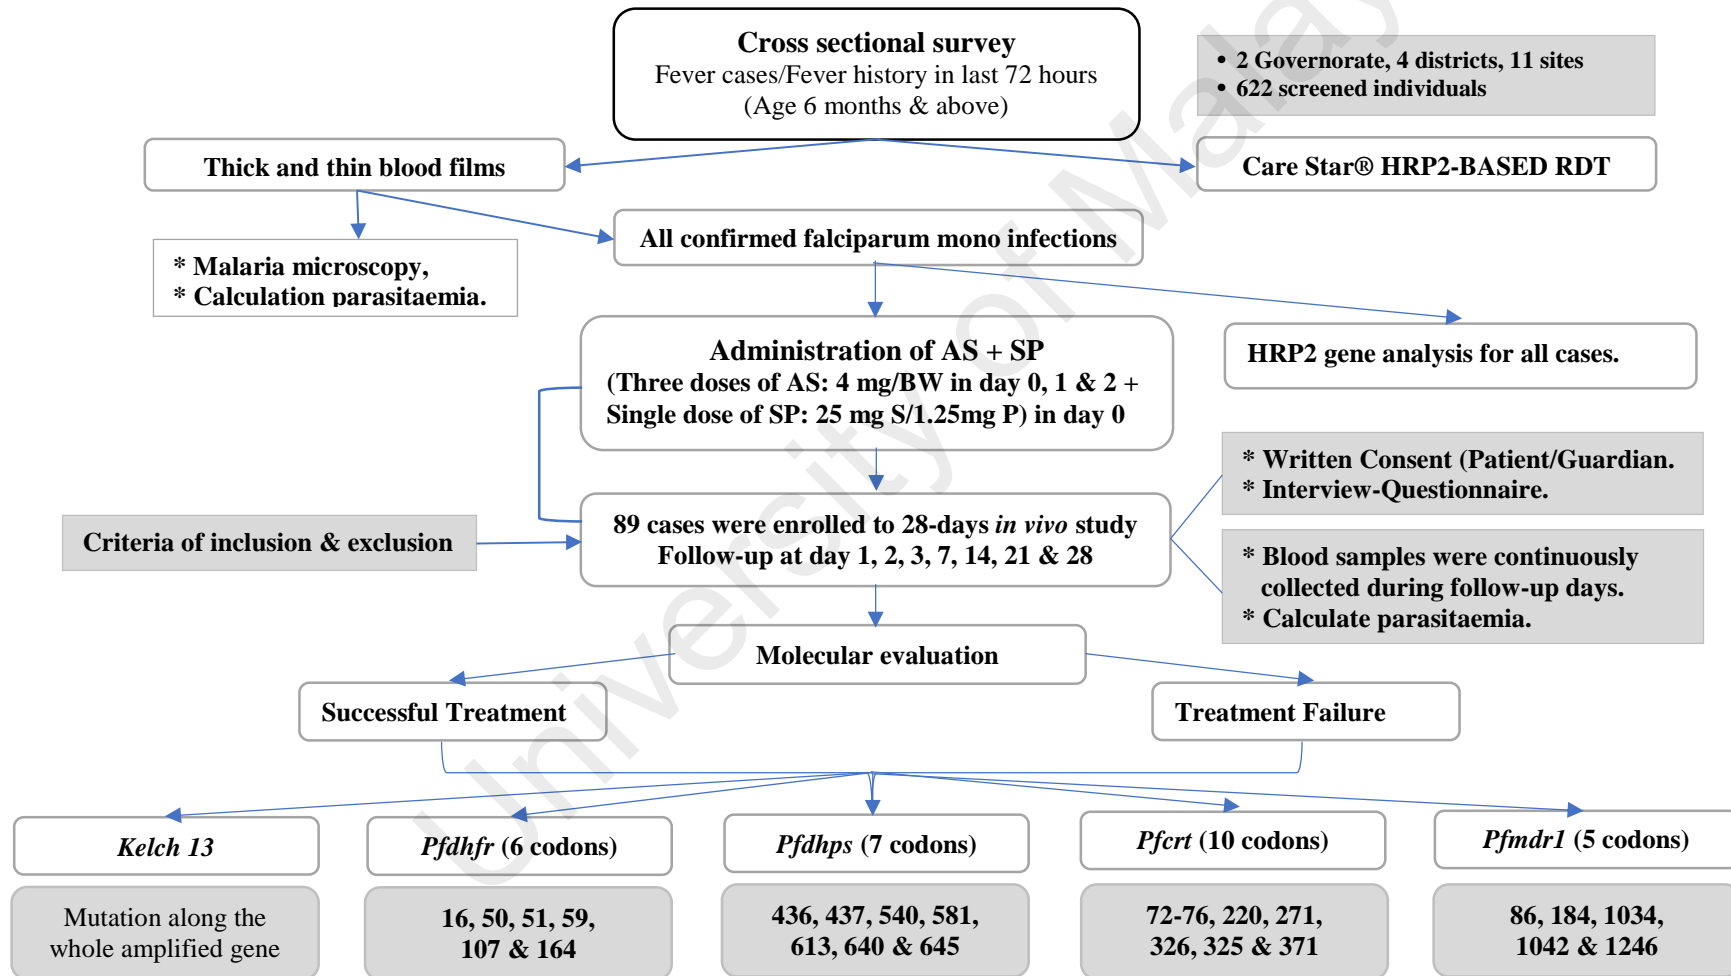 Cross sectional survey
Fever cases/Fever history in last 72 hours
(Age 6 months & above)
• 2 Governorate, 4 districts, 11 sites
• 622 screened individuals
Thick and thin blood films
Care Star® HRP2-BASED RDT
All confirmed falciparum mono infections
* Malaria microscopy,
* Calculation parasitaemia.
Administration of AS + SP
(Three doses of AS: 4 mg/BW in day 0, 1 & 2 +
Single dose of SP: 25 mg S/1.25mg P) in day 0
HRP2 gene analysis for all cases.
* Written Consent (Patient/Guardian.
* Interview-Questionnaire.
Criteria of inclusion & exclusion
89 cases were enrolled to 28-days in vivo study
Follow-up at day 1, 2, 3, 7, 14, 21 & 28
* Blood samples were continuously
collected during follow-up days.
* Calculate parasitaemia.
Molecular evaluation
Successful Treatment
Treatment Failure
Kelch 13
Pfdhfr (6 codons)
Pfdhps (7 codons)
Pfcrt (10 codons)
Pfmdr1 (5 codons)
Mutation along the
whole amplified gene
16, 50, 51, 59,
107 & 164
436, 437, 540, 581,
613, 640 & 645
72-76, 220, 271,
326, 325 & 371
86, 184, 1034,
1042 & 1246
University of Malay